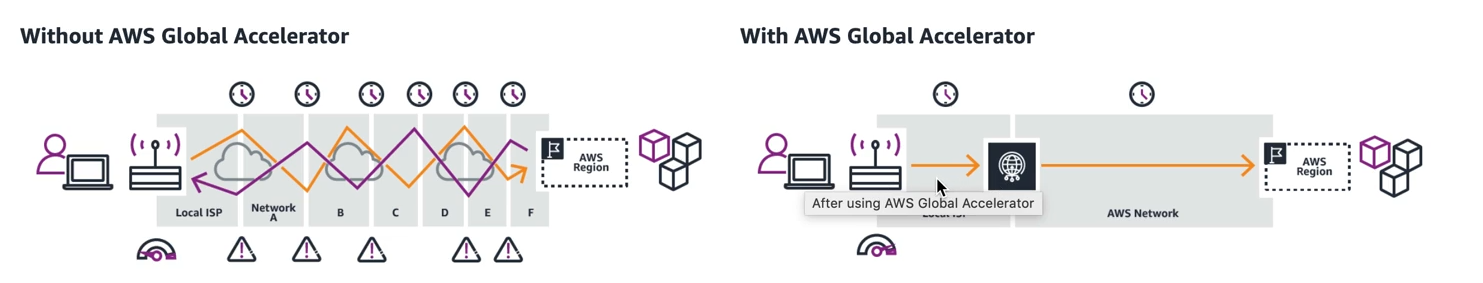 Without AWS Global Accelerator
AWS
Region
Local ISP
Network
A
B
C
D
E
F
With AWS Global Accelerator
AWS
Region
After using AWS Global Accelerator
AWS Network